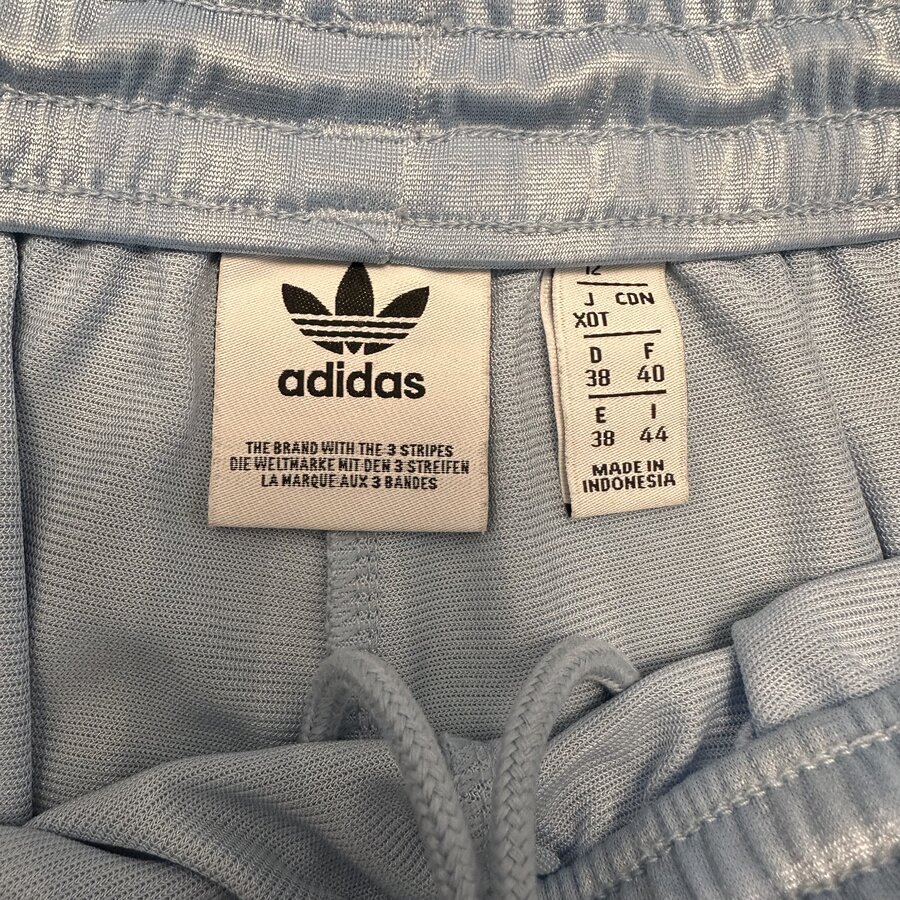 adidas
THE BRAND WITH THE 3 STRIPES
DIE WELTMARKE MIT DEN 3 STREIFEN
LA MARQUE AUX 3 BANDES
12
J CDN
XOT
D F
38 40
E I
38 44
MADE IN
INDONESIA